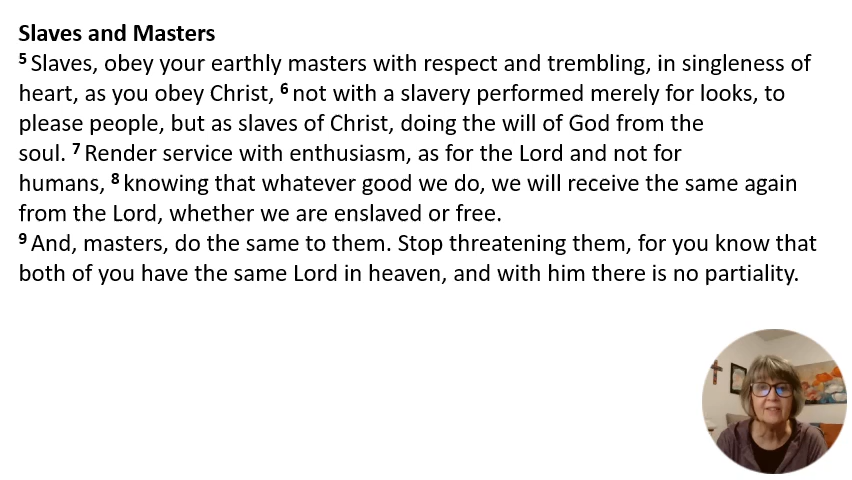 Slaves and Masters
5 Slaves, obey your earthly masters with respect and trembling, in singleness of
heart, as you obey Christ, 6 not with a slavery performed merely for looks, to
please people, but as slaves of Christ, doing the will of God from the
soul. 7 Render service with enthusiasm, as for the Lord and not for
humans, 8 knowing that whatever good we do, we will receive the same again
from the Lord, whether we are enslaved or free.
9 And, masters, do the same to them. Stop threatening them, for you know that
both of you have the same Lord in heaven, and with him there is no partiality.